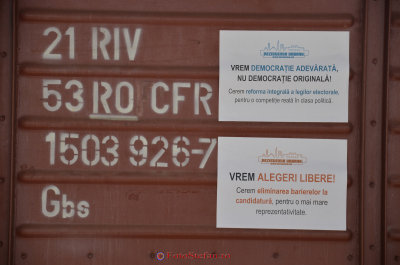 21 RIV
53 RO CFR
1503 926-7
Gbs
VREM DEMOCRAȚIE ADEVĂRATĂ,
NU DEMOCRAȚIE ORIGINALĂ!
Cerem reforma integrală a legilor electorale,
pentru o competiție reală în clasa politică.
VREM ALEGERI LIBERE!
Cerem eliminarea barierelor la
candidatură, pentru o mai mare
reprezentativitate.